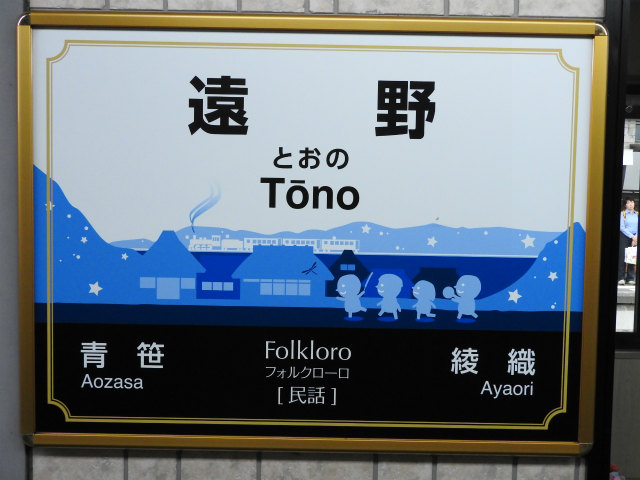 遠野
とおの
Tōno
青笹
Aozasa
Folkloro
フォルクローロ
[民話]
綾織
Ayaori